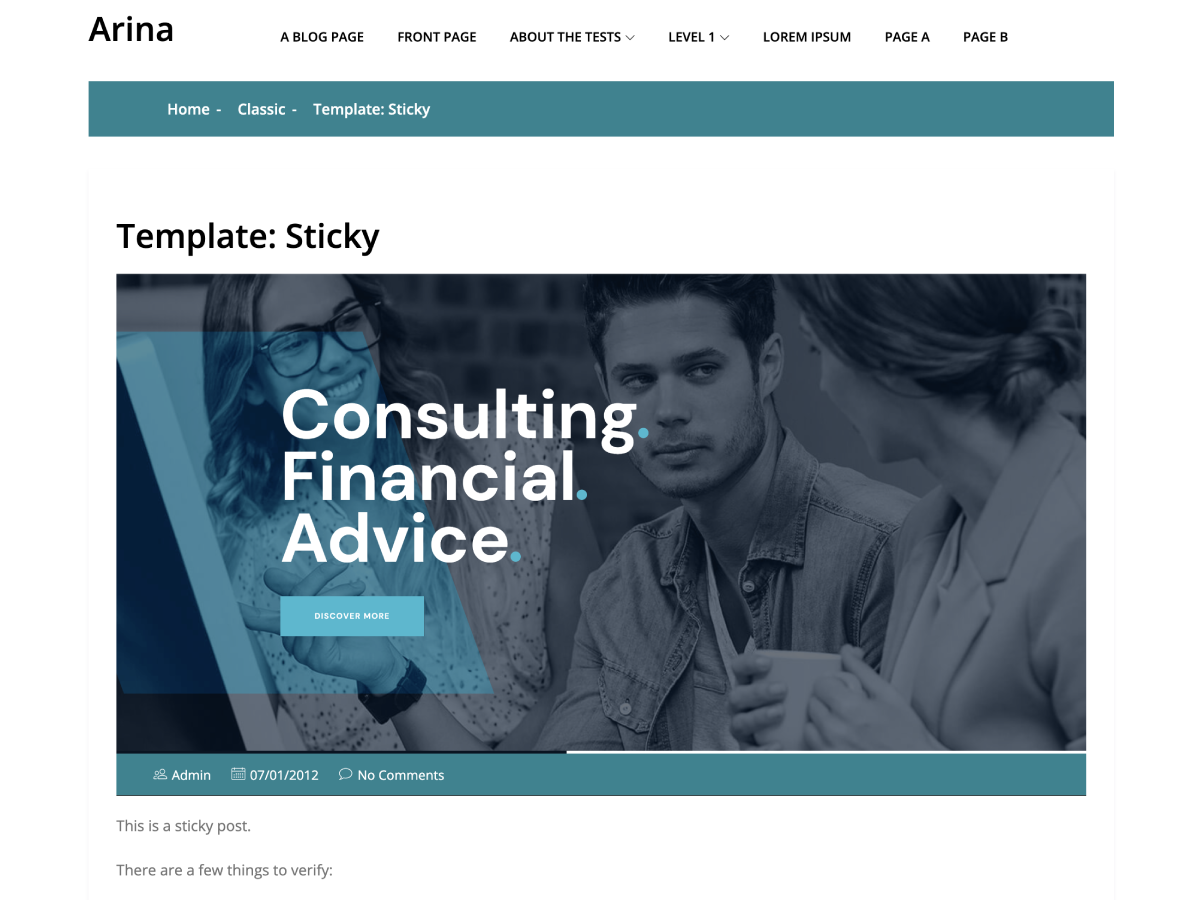 Arina
A BLOG PAGE FRONT PAGE ABOUT THE TESTS LEVEL 1 LOREM IPSUM PAGE A PAGE B
Home - Classic - Template: Sticky
Template: Sticky
Consulting.
Financial.
Advice.
DISCOVER MORE
Admin 07/01/2012 No Comments
This is a sticky post.
There are a few things to verify: